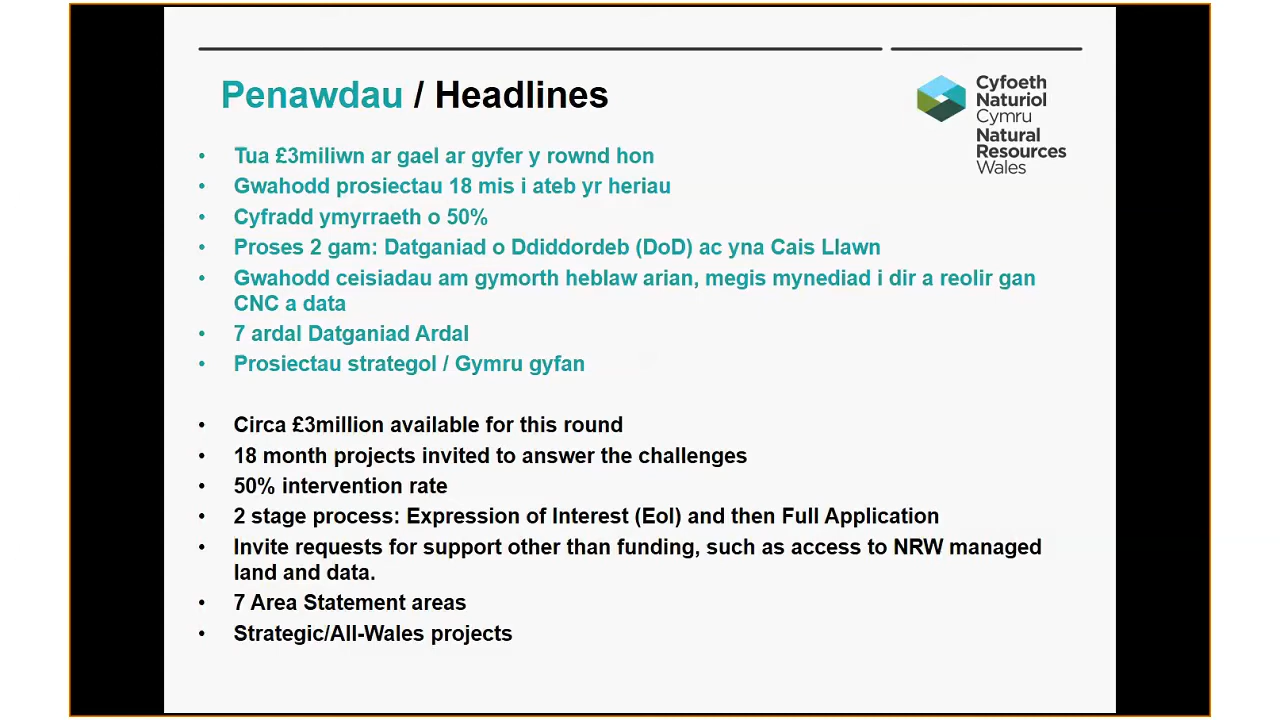 Penawdau / Headlines
Cyfoeth
Naturiol
Cymru
Natural
Resources
Wales
• Tua £3miliwn ar gael ar gyfer y rownd hon
• Gwahodd prosiectau 18 mis i ateb yr heriau
• Cyfradd ymyrraeth o 50%
• Proses 2 gam: Datganiad o Ddiddordeb (DoD) ac yna Cais Llawn
• Gwahodd ceisiadau am gymorth heblaw arian, megis mynediad i dir a reolir gan
CNC a data
• 7 ardal Datganiad Ardal
• Prosiectau strategol / Gymru gyfan
• Circa £3million available for this round
• 18 month projects invited to answer the challenges
• 50% intervention rate
• 2 stage process: Expression of Interest (EoI) and then Full Application
• Invite requests for support other than funding, such as access to NRW managed
land and data.
• 7 Area Statement areas
• Strategic/All-Wales projects